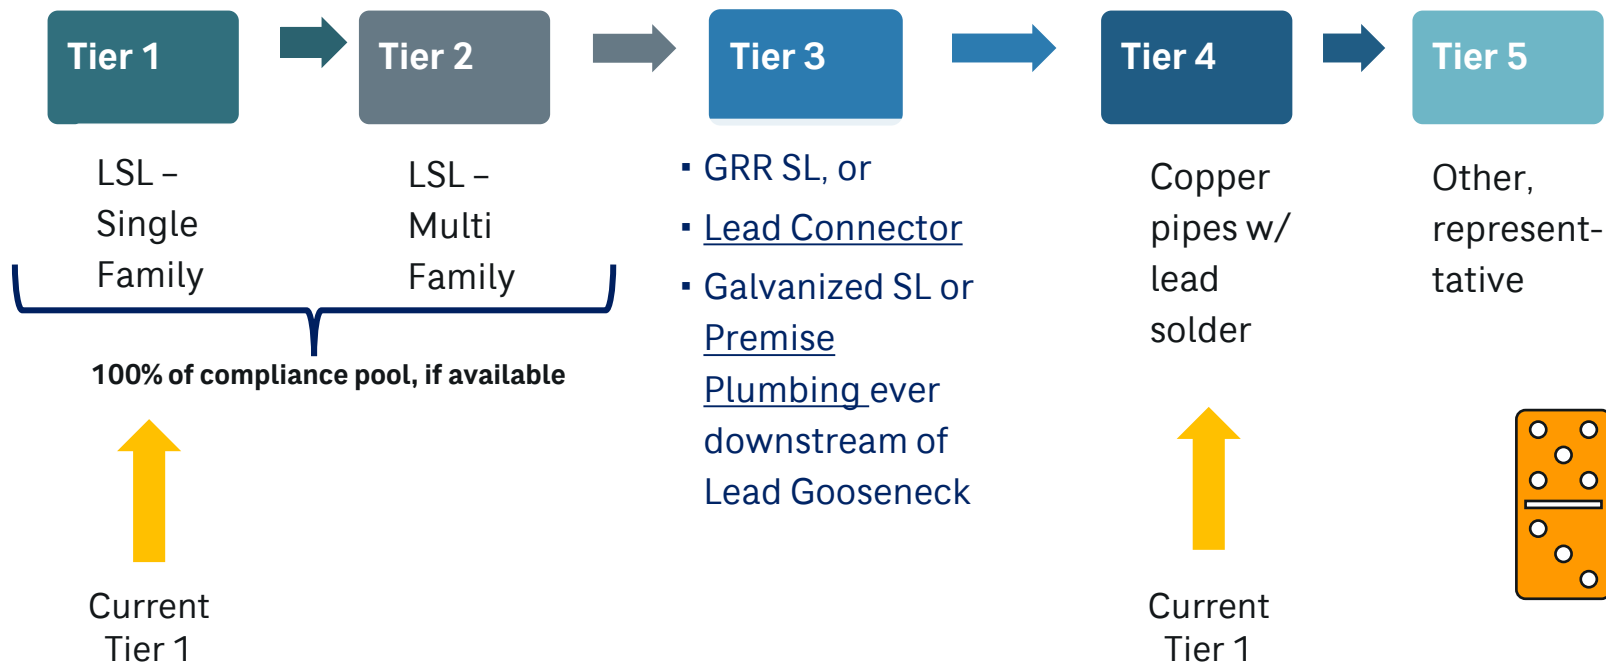 Tier 1
Tier 2
Tier 3
Tier 4
Tier 5
LSL –
Single
Family
LSL –
Multi
Family
100% of compliance pool, if available
▪ GRR SL, or
▪ Lead Connector
▪ Galvanized SL or
Premise
Plumbing ever
downstream of
Lead Gooseneck
Copper
pipes w/
lead
solder
Other,
represent-
tative
Current
Tier 1
Current
Tier 1